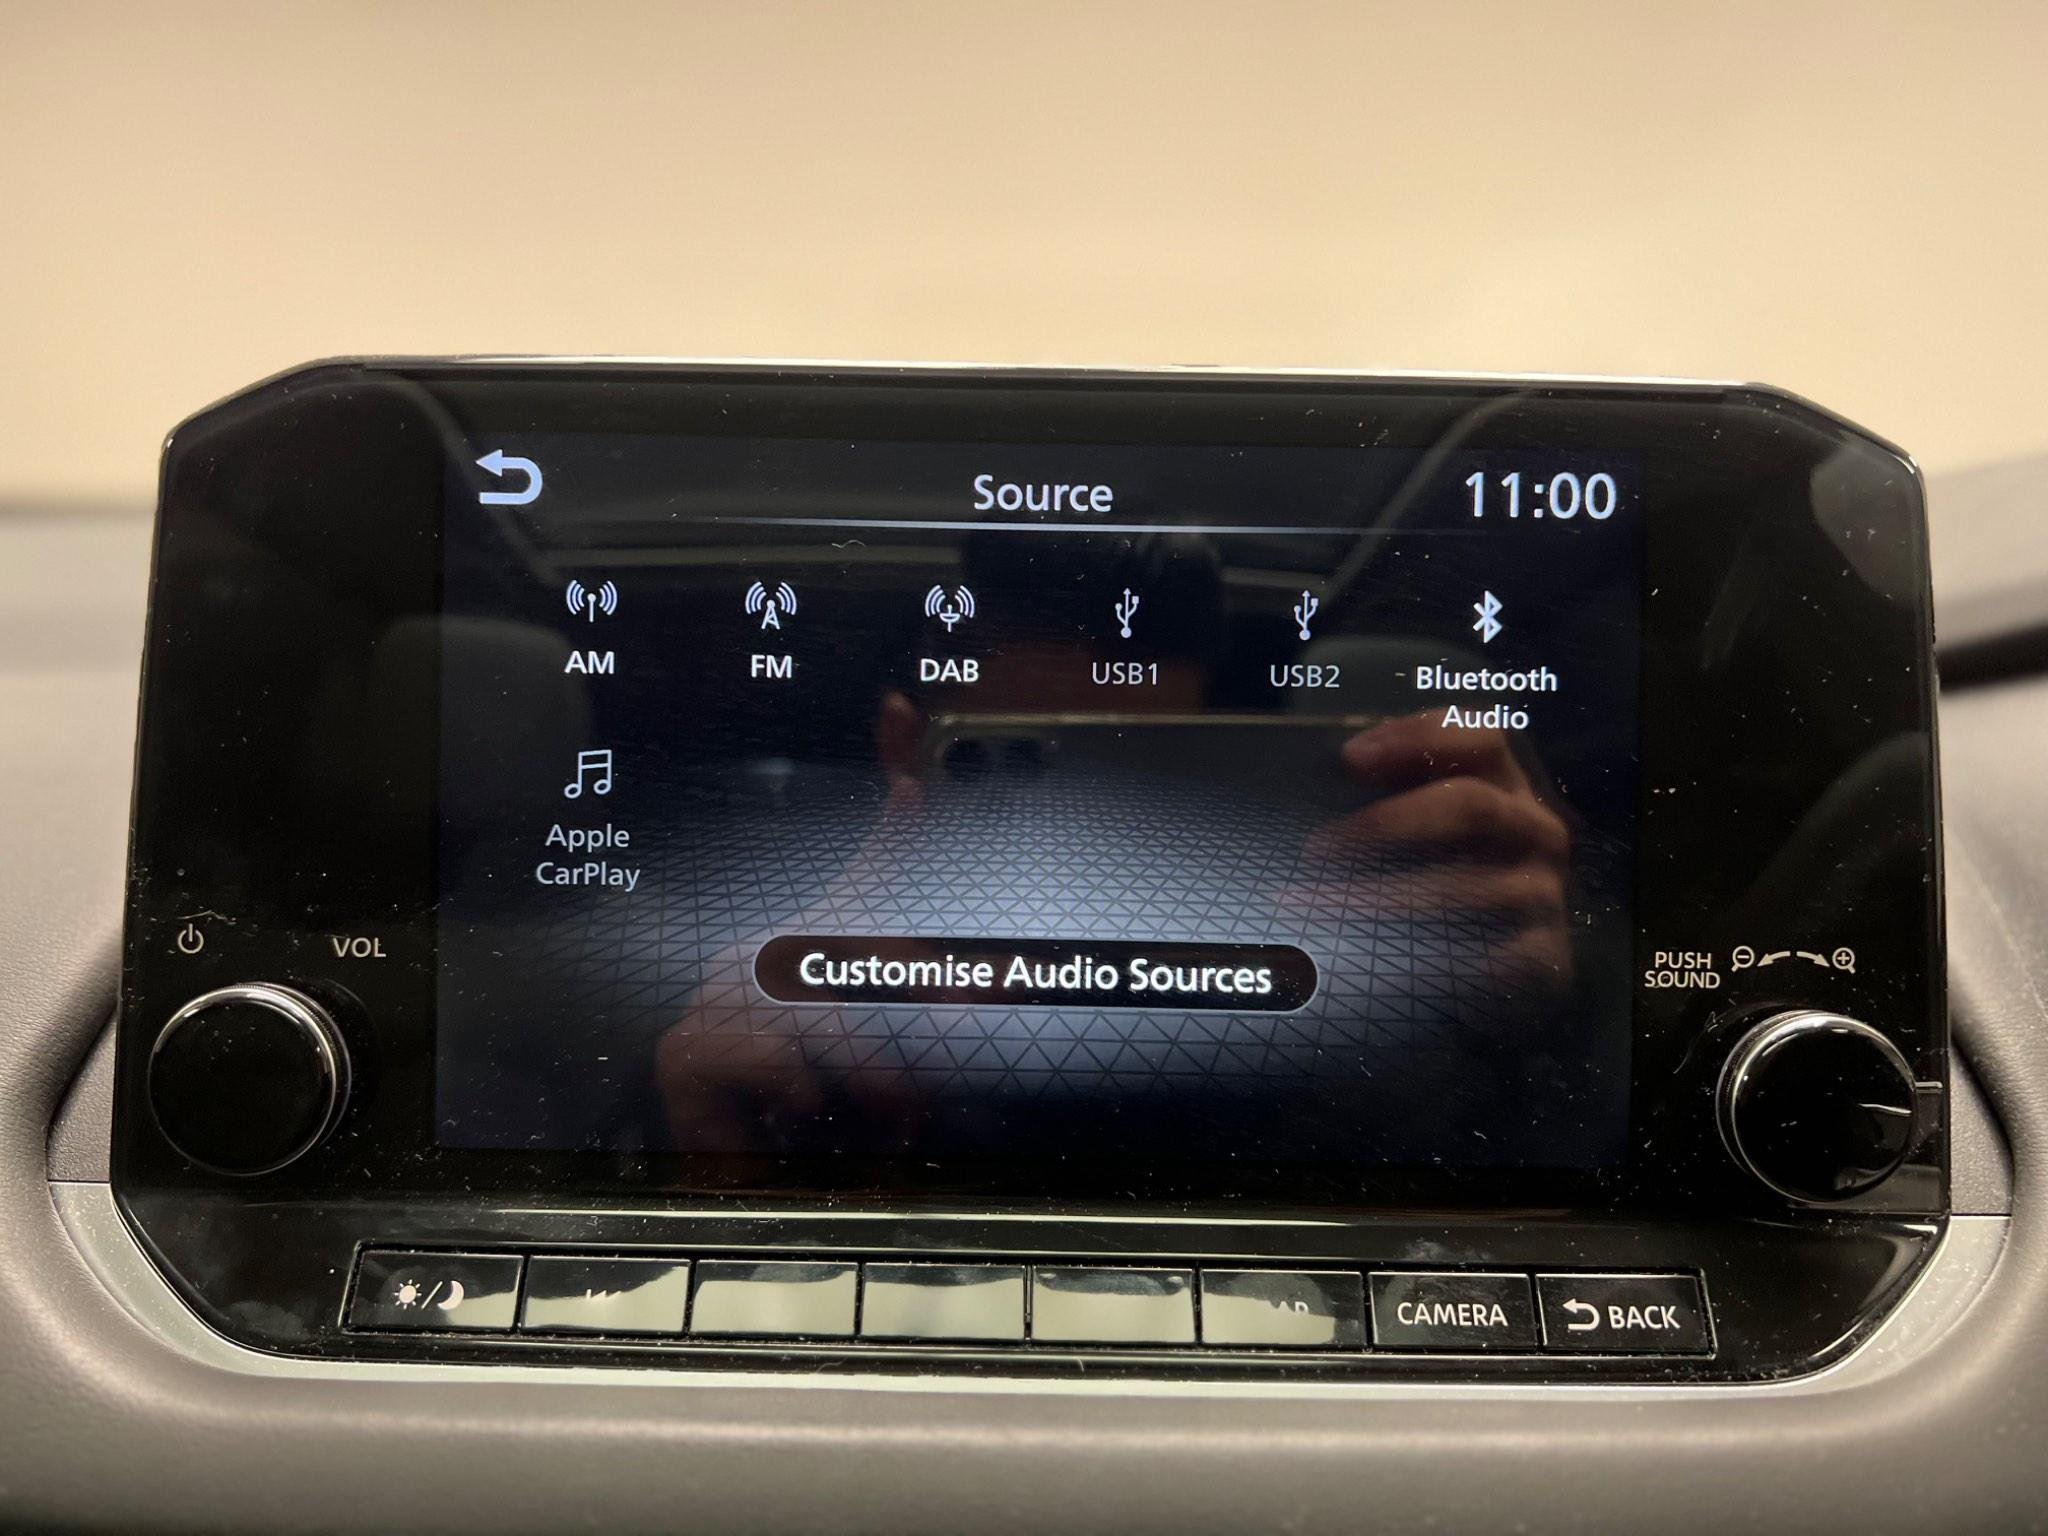 Source
11:00
AM
FM
DAB
USB1
USB2
Bluetooth
Audio
Apple
CarPlay
Customise Audio Sources
VOL
PUSH
SOUND
CAMERA
BACK